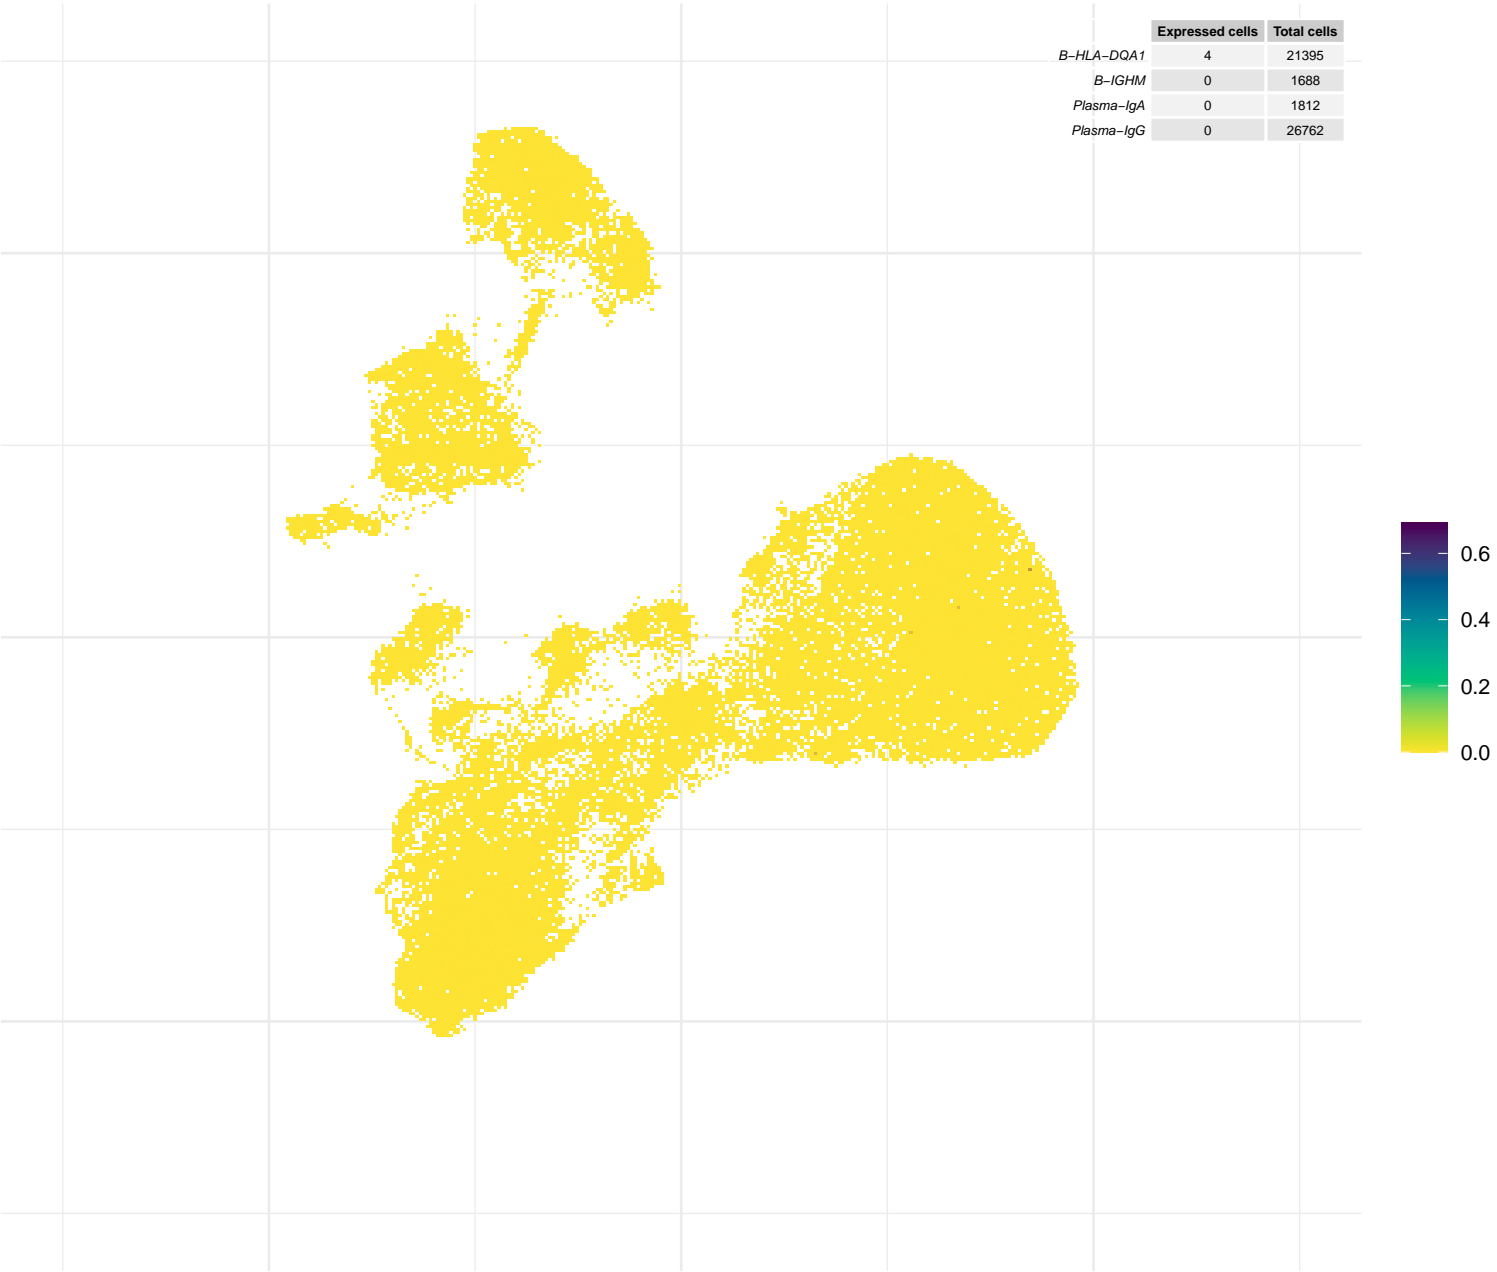 Expressed cells Total cells
B−HLA−DQA1 4 21395
B−IGHM 0 1688
Plasma−IgA 0 1812
Plasma−IgG 0 26762
0.6
0.4
0.2
0.0